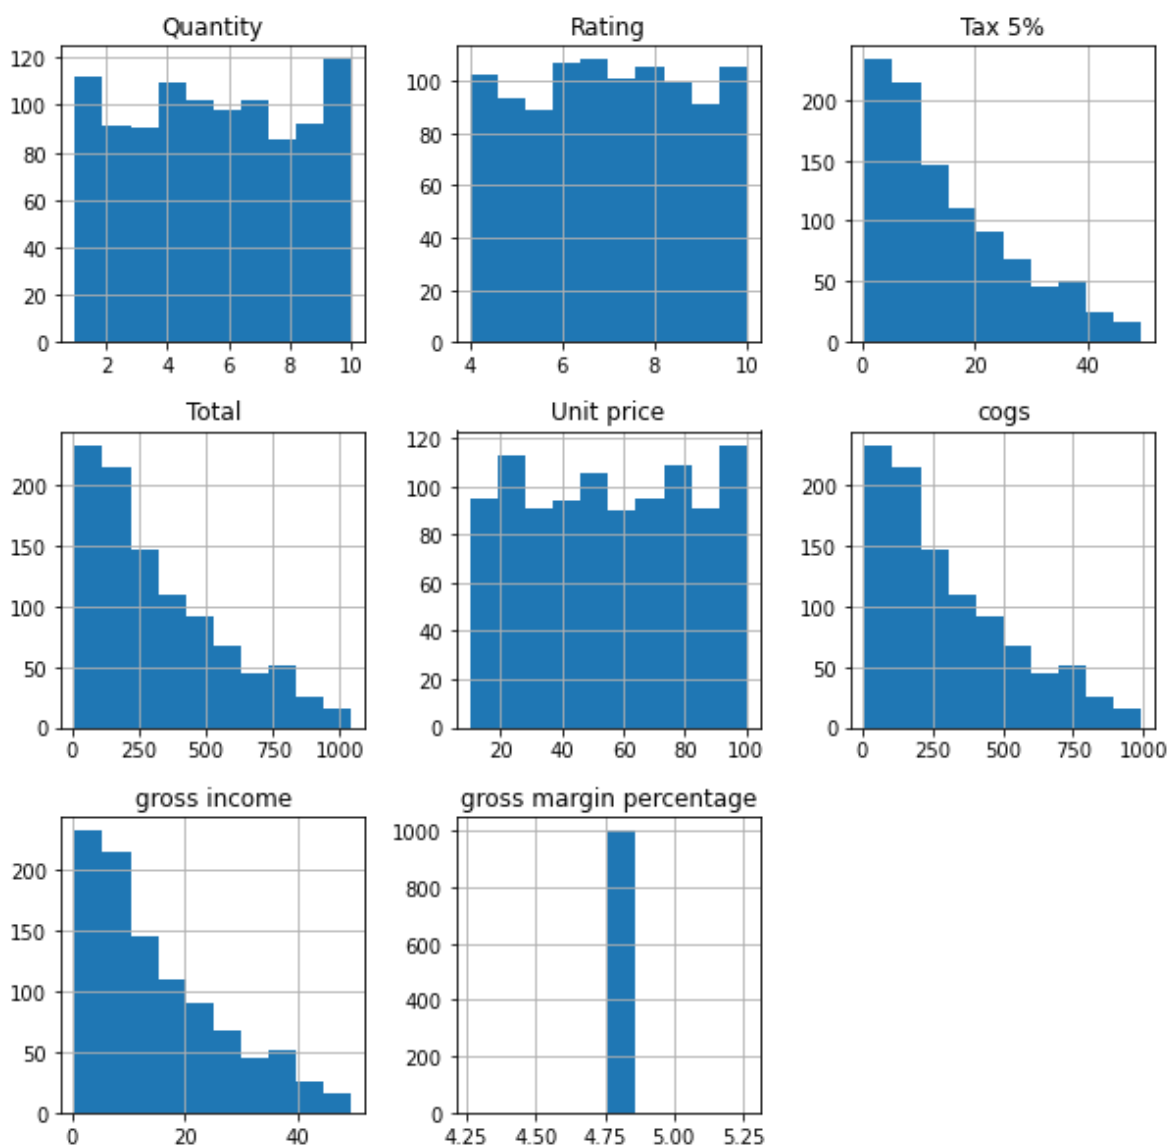 Quantity
120
100
80
60
40
20
0
2 4 6 8 10
Rating
100
80
60
40
20
0
4 6 8 10
Tax 5%
200
150
100
50
0
0 20 40
Total
200
150
100
50
0
0 250 500 750 1000
Unit price
120
100
80
60
40
20
0
20 40 60 80 100
cogs
200
150
100
50
0
0 250 500 750 1000
gross income
200
150
100
50
0
0 20 40
gross margin percentage
1000
800
600
400
200
0
4.25 4.50 4.75 5.00 5.25